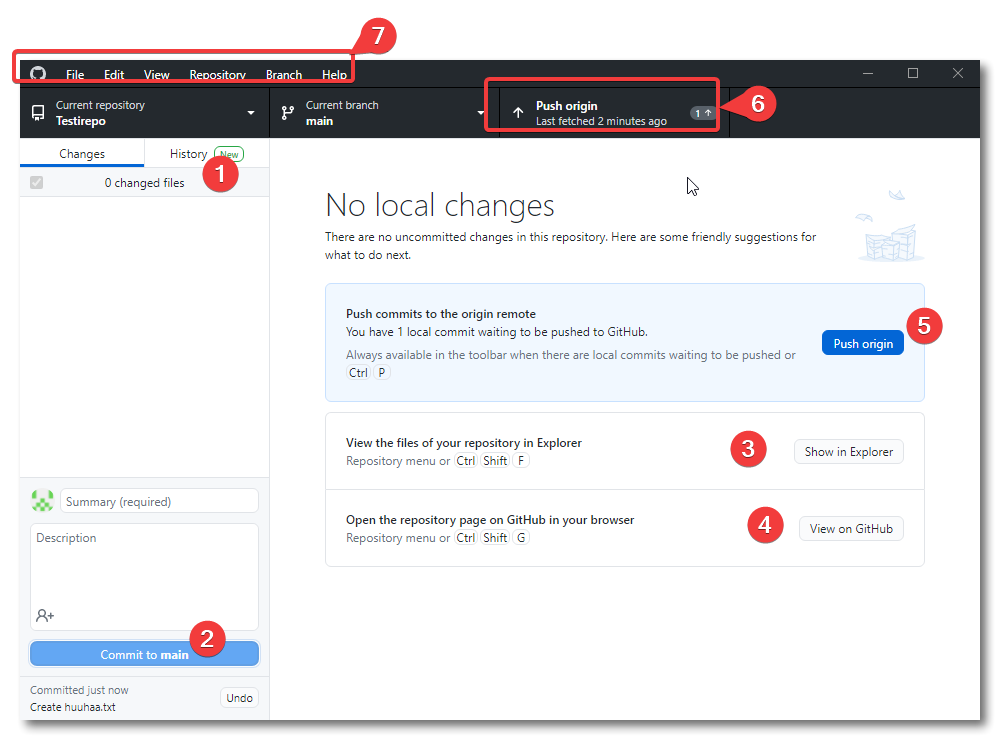 7
File Edit View Repository Branch Help
Current repository
Testirepo
Current branch
main
Push origin
Last fetched 2 minutes ago
1
6
Changes
History New
1
0 changed files
No local changes
There are no uncommitted changes in this repository. Here are some friendly suggestions for
what to do next.
Push commits to the origin remote
You have 1 local commit waiting to be pushed to GitHub.
Always available in the toolbar when there are local commits waiting to be pushed or
Ctrl P
Push origin
5
View the files of your repository in Explorer
Repository menu or Ctrl Shift F
3
Show in Explorer
Open the repository page on GitHub in your browser
Repository menu or Ctrl Shift G
4
View on GitHub
Summary (required)
Description
2
Commit to main
Committed just now
Create huuhaa.txt
Undo